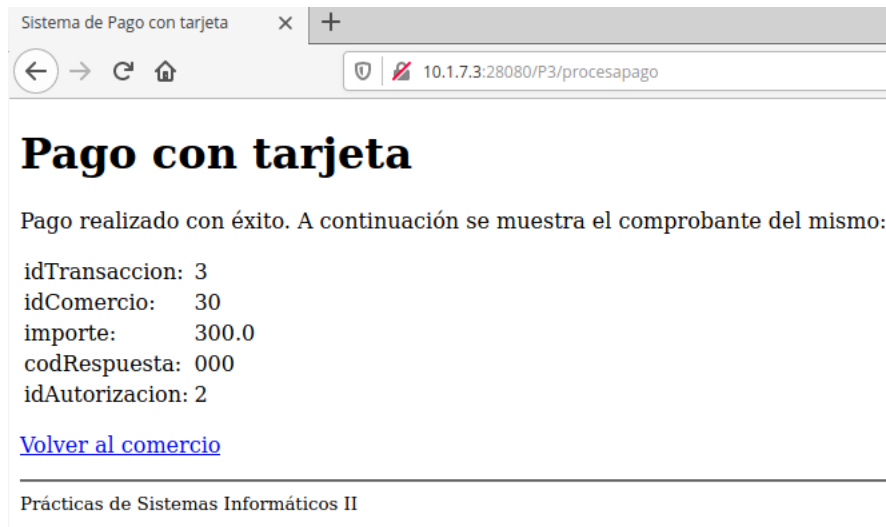 Sistema de Pago con tarjeta
10.1.7.3:28080/P3/procesapago
Pago con tarjeta
Pago realizado con éxito. A continuación se muestra el comprobante del mismo:
idTransaccion: 3
idComercio: 30
importe: 300.0
codRespuesta: 000
idAutorizacion: 2
Volver al comercio
Prácticas de Sistemas Informáticos II